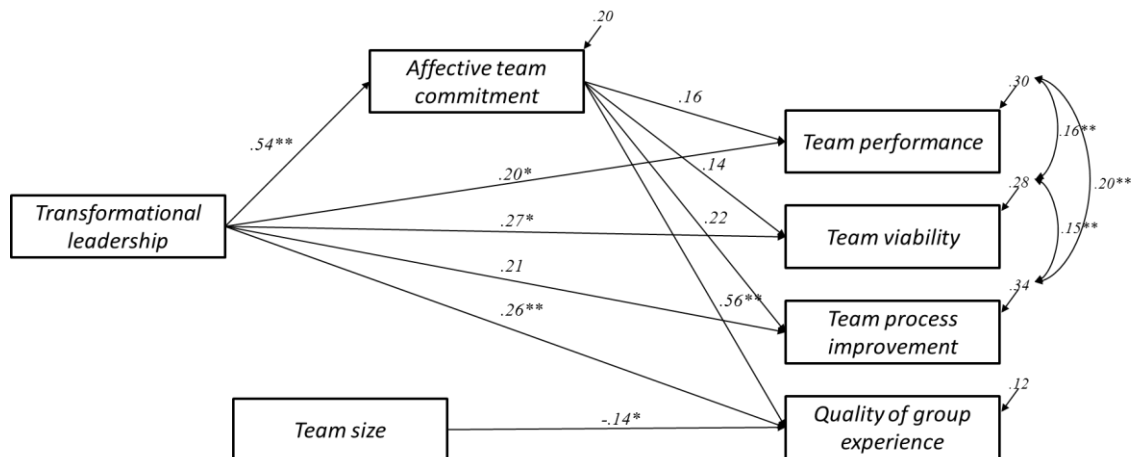 .20
Affective team
commitment
.30
.16
Team performance
.16**
.54**
.20*
.14
.28
.20**
Transformational
leadership
.27*
.22
Team viability
.15**
.21
.34
.26**
.56**
Team process
improvement
.12
Team size
-.14*
Quality of group
experience